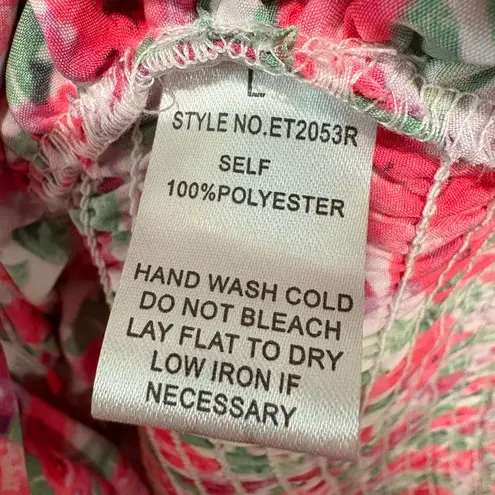 L
STYLE NO.ET2053R
SELF
100%POLYESTER
HAND WASH COLD
DO NOT BLEACH
LAY FLAT TO DRY
LOW IRON IF
NECESSARY